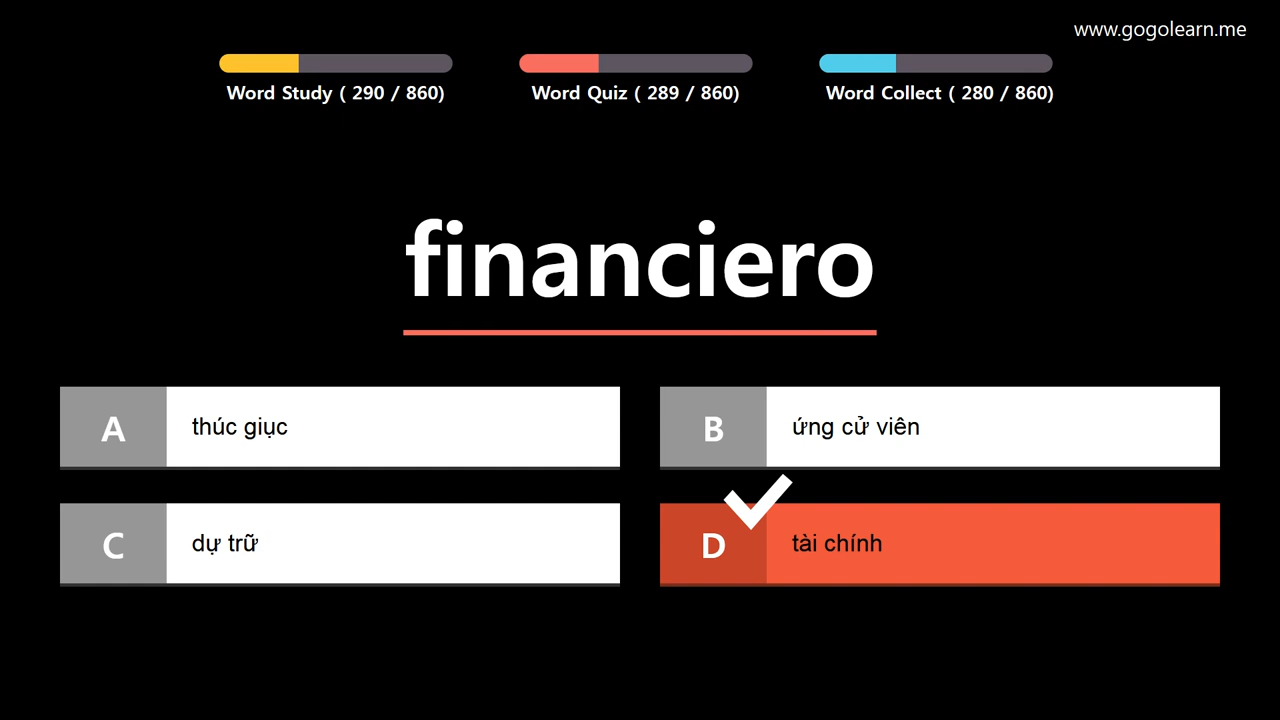 www.gogolearn.me
Word Study ( 290 / 860)
Word Quiz ( 289 / 860)
Word Collect ( 280 / 860)
financiero
A thúc giục
B ứng cử viên
C dự trữ
D tài chính